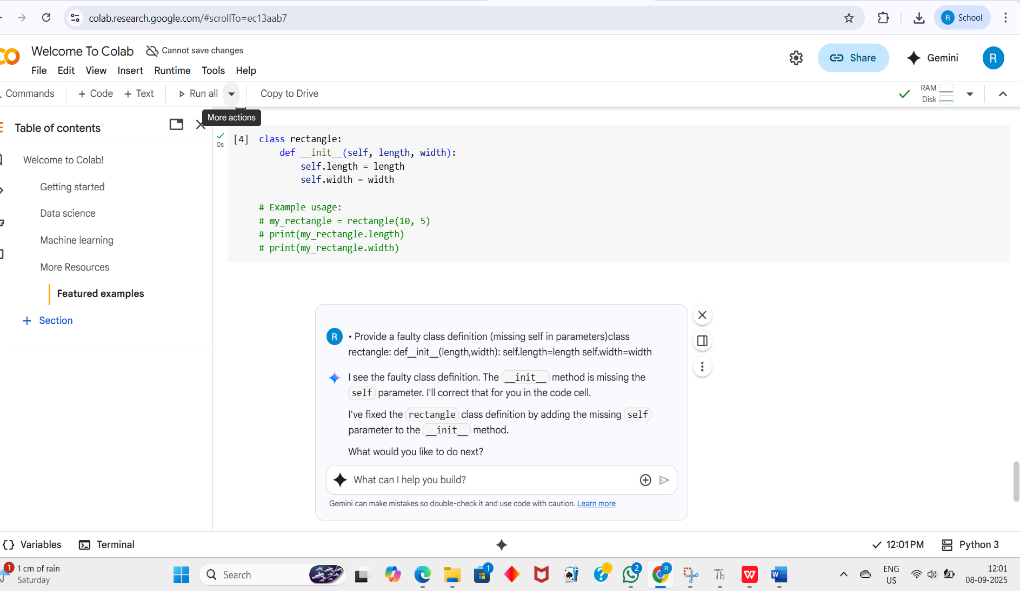 colab.research.google.com/#scrollTo=ec13aab7
R School
Welcome To Colab Cannot save changes
File Edit View Insert Runtime Tools Help
Share Gemini R
Commands + Code + Text Run all Copy to Drive
RAM
Disk
More actions
Table of contents
Welcome to Colab!
Getting started
Data science
Machine learning
More Resources
Featured examples
+ Section
0s
[4] class rectangle:
def __init__(self, length, width):
self.length = length
self.width = width
# Example usage:
# my_rectangle = rectangle(10, 5)
# print(my_rectangle.length)
# print(my_rectangle.width)
R • Provide a faulty class definition (missing self in parameters)class
rectangle: def__init__(length,width): self.length=length self.width=width
I see the faulty class definition. The __init__ method is missing the
self parameter. I'll correct that for you in the code cell.
I've fixed the rectangle class definition by adding the missing self
parameter to the __init__ method.
What would you like to do next?
What can I help you build?
Gemini can make mistakes so double-check it and use code with caution. Learn more
{} Variables Terminal
12:01 PM Python 3
1
1 cm of rain
Saturday
Search
1
2
R
Th
W
W
ENG
US
12:01
08-09-2025